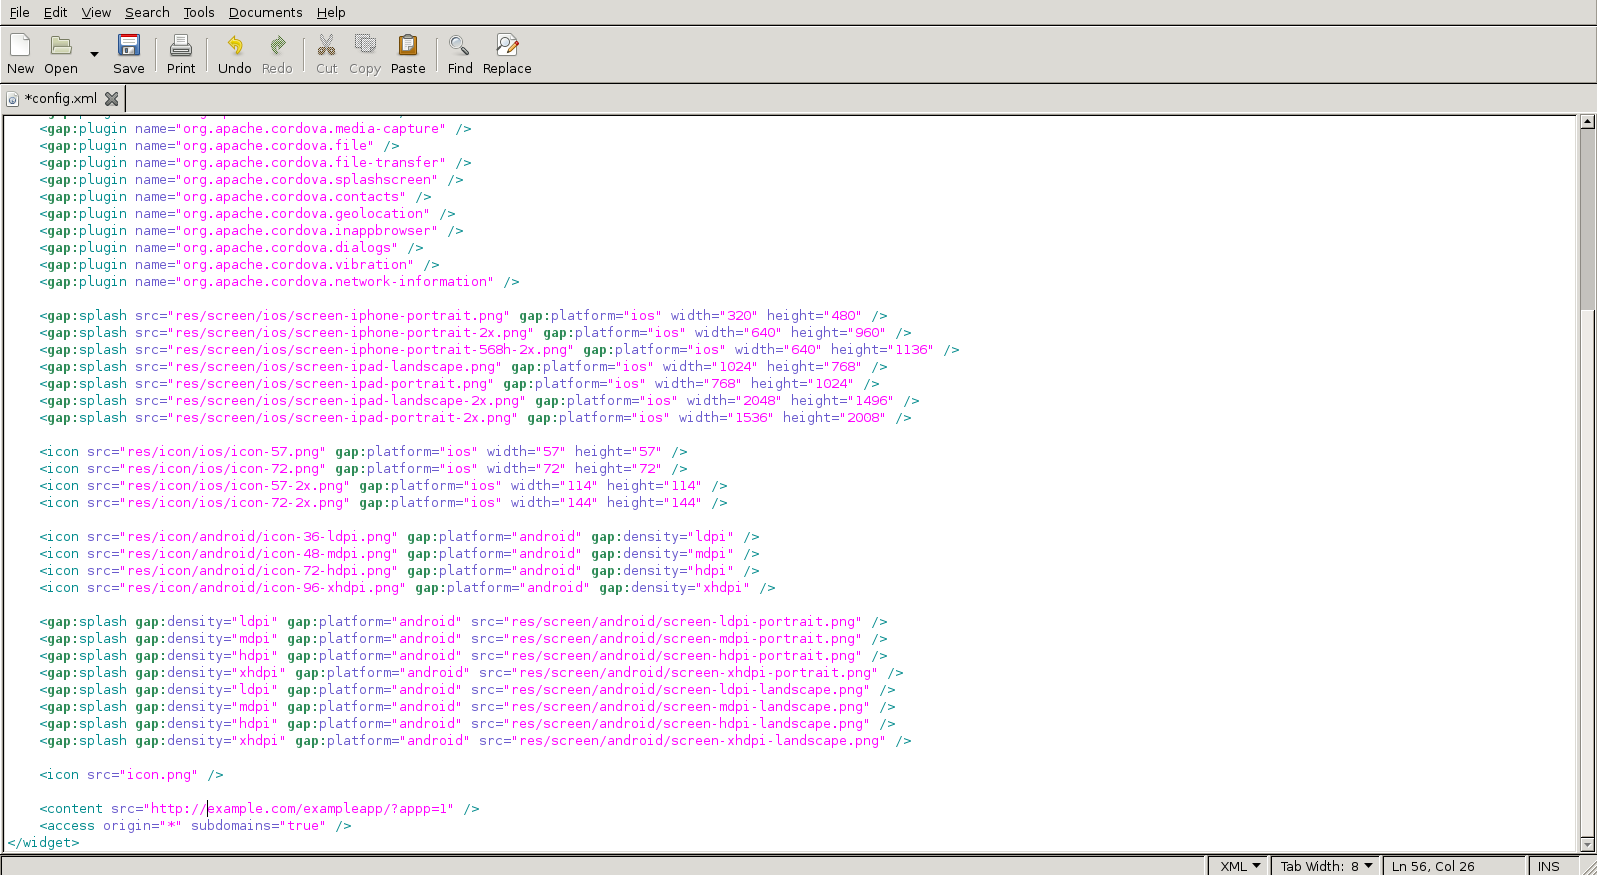 File Edit View Search Tools Documents Help
New Open Save Print Undo Redo Cut Copy Paste Find Replace
*config.xml
<gap:plugin name="org.apache.cordova.media-capture" />
<gap:plugin name="org.apache.cordova.file" />
<gap:plugin name="org.apache.cordova.file-transfer" />
<gap:plugin name="org.apache.cordova.splashscreen" />
<gap:plugin name="org.apache.cordova.contacts" />
<gap:plugin name="org.apache.cordova.geolocation" />
<gap:plugin name="org.apache.cordova.inappbrowser" />
<gap:plugin name="org.apache.cordova.dialogs" />
<gap:plugin name="org.apache.cordova.vibration" />
<gap:plugin name="org.apache.cordova.network-information" />
<gap:splash src="res/screen/ios/screen-iphone-portrait.png" gap:platform="ios" width="320" height="480" />
<gap:splash src="res/screen/ios/screen-iphone-portrait-2x.png" gap:platform="ios" width="640" height="960" />
<gap:splash src="res/screen/ios/screen-iphone-portrait-568h-2x.png" gap:platform="ios" width="640" height="1136" />
<gap:splash src="res/screen/ios/screen-ipad-landscape.png" gap:platform="ios" width="1024" height="768" />
<gap:splash src="res/screen/ios/screen-ipad-portrait.png" gap:platform="ios" width="768" height="1024" />
<gap:splash src="res/screen/ios/screen-ipad-landscape-2x.png" gap:platform="ios" width="2048" height="1496" />
<gap:splash src="res/screen/ios/screen-ipad-portrait-2x.png" gap:platform="ios" width="1536" height="2008" />
<icon src="res/icon/ios/icon-57.png" gap:platform="ios" width="57" height="57" />
<icon src="res/icon/ios/icon-72.png" gap:platform="ios" width="72" height="72" />
<icon src="res/icon/ios/icon-57-2x.png" gap:platform="ios" width="114" height="114" />
<icon src="res/icon/ios/icon-72-2x.png" gap:platform="ios" width="144" height="144" />
<icon src="res/icon/android/icon-36-ldpi.png" gap:platform="android" gap:density="ldpi" />
<icon src="res/icon/android/icon-48-mdpi.png" gap:platform="android" gap:density="mdpi" />
<icon src="res/icon/android/icon-72-hdpi.png" gap:platform="android" gap:density="hdpi" />
<icon src="res/icon/android/icon-96-xhdpi.png" gap:platform="android" gap:density="xhdpi" />
<gap:splash gap:density="ldpi" gap:platform="android" src="res/screen/android/screen-ldpi-portrait.png" />
<gap:splash gap:density="mdpi" gap:platform="android" src="res/screen/android/screen-mdpi-portrait.png" />
<gap:splash gap:density="hdpi" gap:platform="android" src="res/screen/android/screen-hdpi-portrait.png" />
<gap:splash gap:density="xhdpi" gap:platform="android" src="res/screen/android/screen-xhdpi-portrait.png" />
<gap:splash gap:density="ldpi" gap:platform="android" src="res/screen/android/screen-ldpi-landscape.png" />
<gap:splash gap:density="mdpi" gap:platform="android" src="res/screen/android/screen-mdpi-landscape.png" />
<gap:splash gap:density="hdpi" gap:platform="android" src="res/screen/android/screen-hdpi-landscape.png" />
<gap:splash gap:density="xhdpi" gap:platform="android" src="res/screen/android/screen-xhdpi-landscape.png" />
<icon src="icon.png" />
<content src="http://example.com/exampleapp/?appp=1" />
<access origin="*" subdomains="true" />
</widget>
XML Tab Width: 8 Ln 56, Col 26 INS